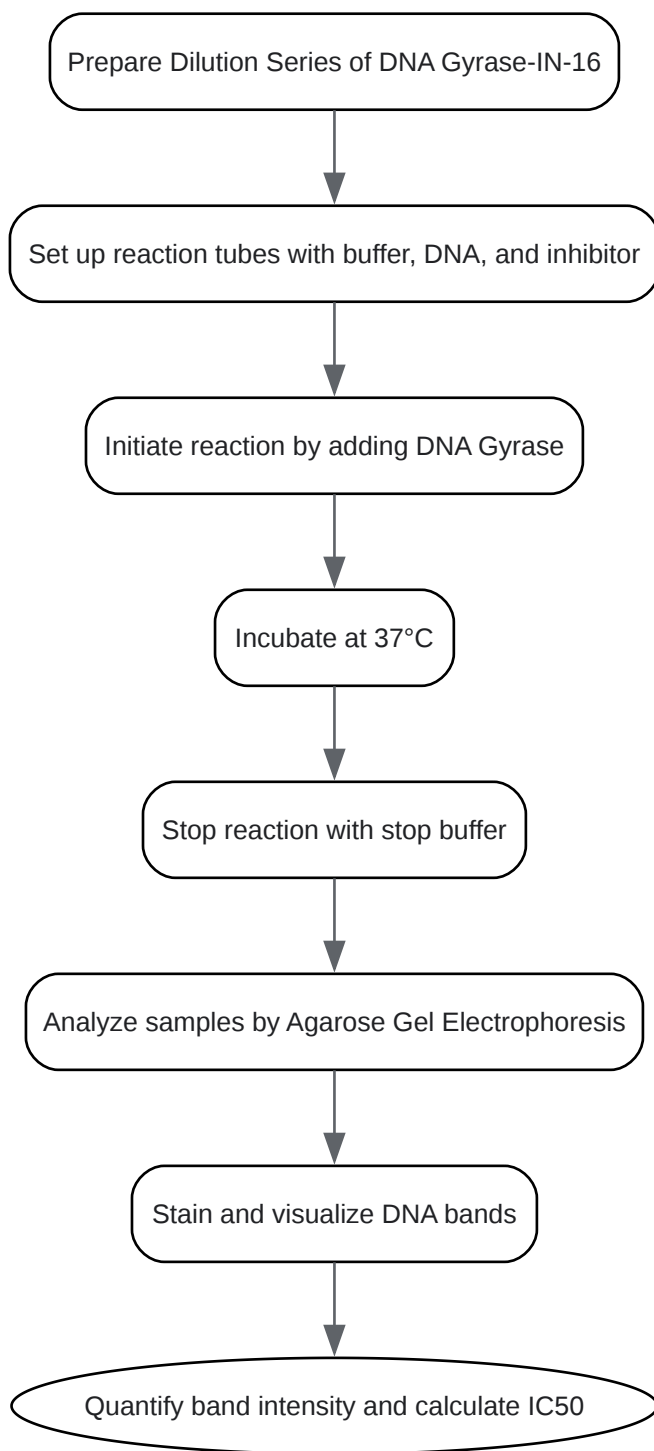 Prepare Dilution Series of DNA Gyrase-IN-16
Set up reaction tubes with buffer, DNA, and inhibitor
Initiate reaction by adding DNA Gyrase
Incubate at 37°C
Stop reaction with stop buffer
Analyze samples by Agarose Gel Electrophoresis
Stain and visualize DNA bands
Quantify band intensity and calculate IC50